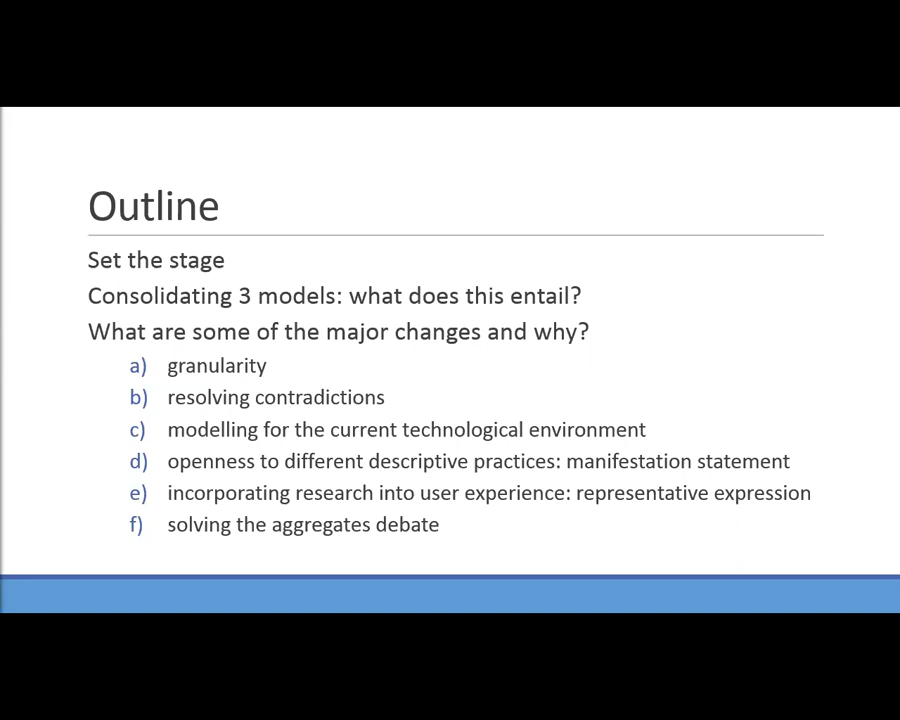 Outline
Set the stage
Consolidating 3 models: what does this entail?
What are some of the major changes and why?
a) granularity
b) resolving contradictions
c) modelling for the current technological environment
d) openness to different descriptive practices: manifestation statement
e) incorporating research into user experience: representative expression
f) solving the aggregates debate